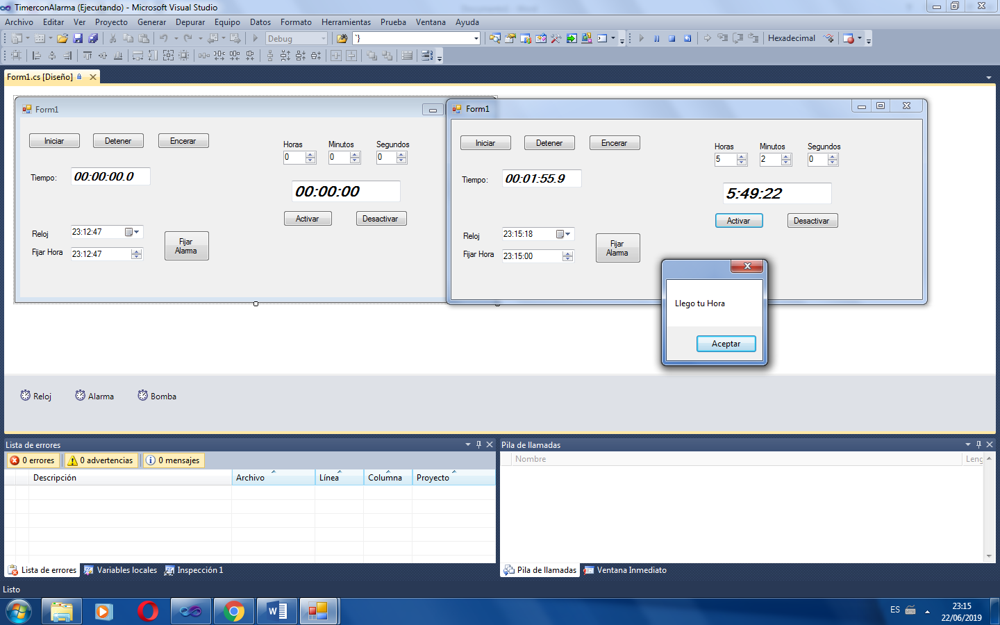 TimerconAlarma (Ejecutando) - Microsoft Visual Studio
Archivo Editar Ver Proyecto Generar Depurar Equipo Datos Formato Herramientas Prueba Ventana Ayuda
Debug ¨} Hexadecimal
Form1.cs [Diseño]
Form1
Iniciar Detener Encerar
Horas Minutos Segundos
0 0 0
Tiempo: 00:00:00.0
00:00:00
Activar Desactivar
Reloj 23:12:47
Fijar Hora 23:12:47
Fijar
Alarma
Form1
Iniciar Detener Encerar
Horas Minutos Segundos
5 2 0
Tiempo: 00:01:55.9
5:49:22
Activar Desactivar
Reloj 23:15:18
Fijar Hora 23:15:00
Fijar
Alarma
Llego tu Hora
Aceptar
Reloj Alarma Bomba
Lista de errores
0 errores 0 advertencias 0 mensajes
Descripción Archivo Línea Columna Proyecto
Lista de errores Variables locales Inspección 1
Pila de llamadas
Nombre Leng
Pila de llamadas Ventana Inmediato
Listo
ES 23:15
22/06/2019